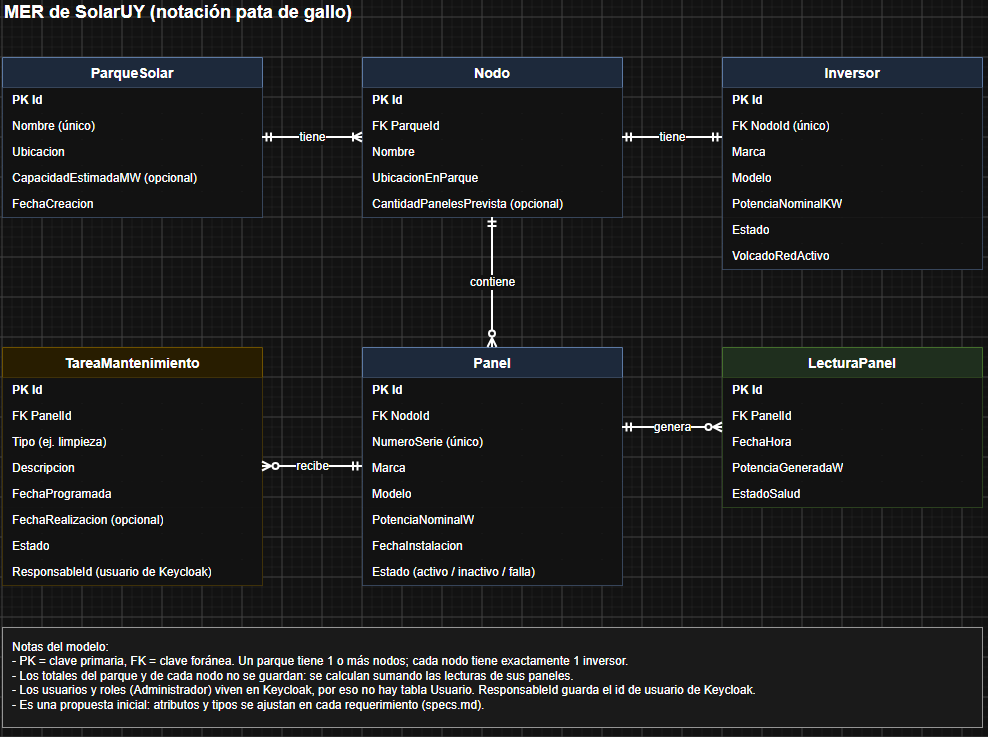 MER de SolarUY (notación pata de gallo)
ParqueSolar
PK Id
Nombre (único)
Ubicacion
CapacidadEstimadaMW (opcional)
FechaCreacion
tiene
Nodo
PK Id
FK ParqueId
Nombre
UbicacionEnParque
CantidadPanelesPrevista (opcional)
tiene
Inversor
PK Id
FK NodoId (único)
Marca
Modelo
PotenciaNominalKW
Estado
VolcadoRedActivo
contiene
TareaMantenimiento
PK Id
FK PanelId
Tipo (ej. limpieza)
Descripcion
FechaProgramada
FechaRealizacion (opcional)
Estado
ResponsableId (usuario de Keycloak)
recibe
Panel
PK Id
FK NodoId
NumeroSerie (único)
Marca
Modelo
PotenciaNominalW
FechaInstalacion
Estado (activo / inactivo / falla)
genera
LecturaPanel
PK Id
FK PanelId
FechaHora
PotenciaGeneradaW
EstadoSalud
Notas del modelo:
- PK = clave primaria, FK = clave foránea. Un parque tiene 1 o más nodos; cada nodo tiene exactamente 1 inversor.
- Los totales del parque y de cada nodo no se guardan: se calculan sumando las lecturas de sus paneles.
- Los usuarios y roles (Administrador) viven en Keycloak, por eso no hay tabla Usuario. ResponsableId guarda el id de usuario de Keycloak.
- Es una propuesta inicial: atributos y tipos se ajustan en cada requerimiento (specs.md).